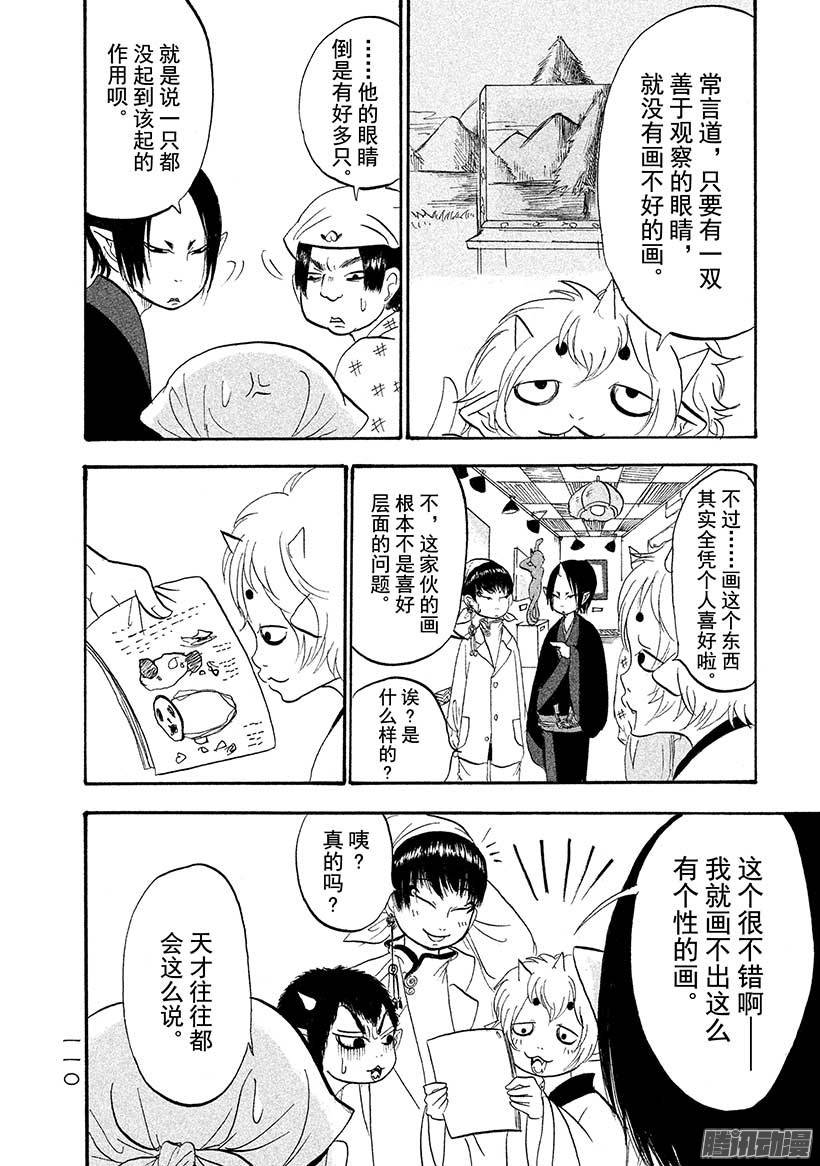 常言道，只要有一双
善于观察的眼睛，
就没有画不好的画。
……他的眼睛
倒是有好多只。
就是说一只都
没起到该起的
作用呗。
不过……画这个东西
其实全凭个人喜好啦。
不，这家伙的画
根本不是喜好
层面的问题。
诶？是
什么样的？
这个很不错啊——
我就画不出这么
有个性的画。
咦？
真的吗？
天才往往都
会这么说。
一一〇
腾讯动漫